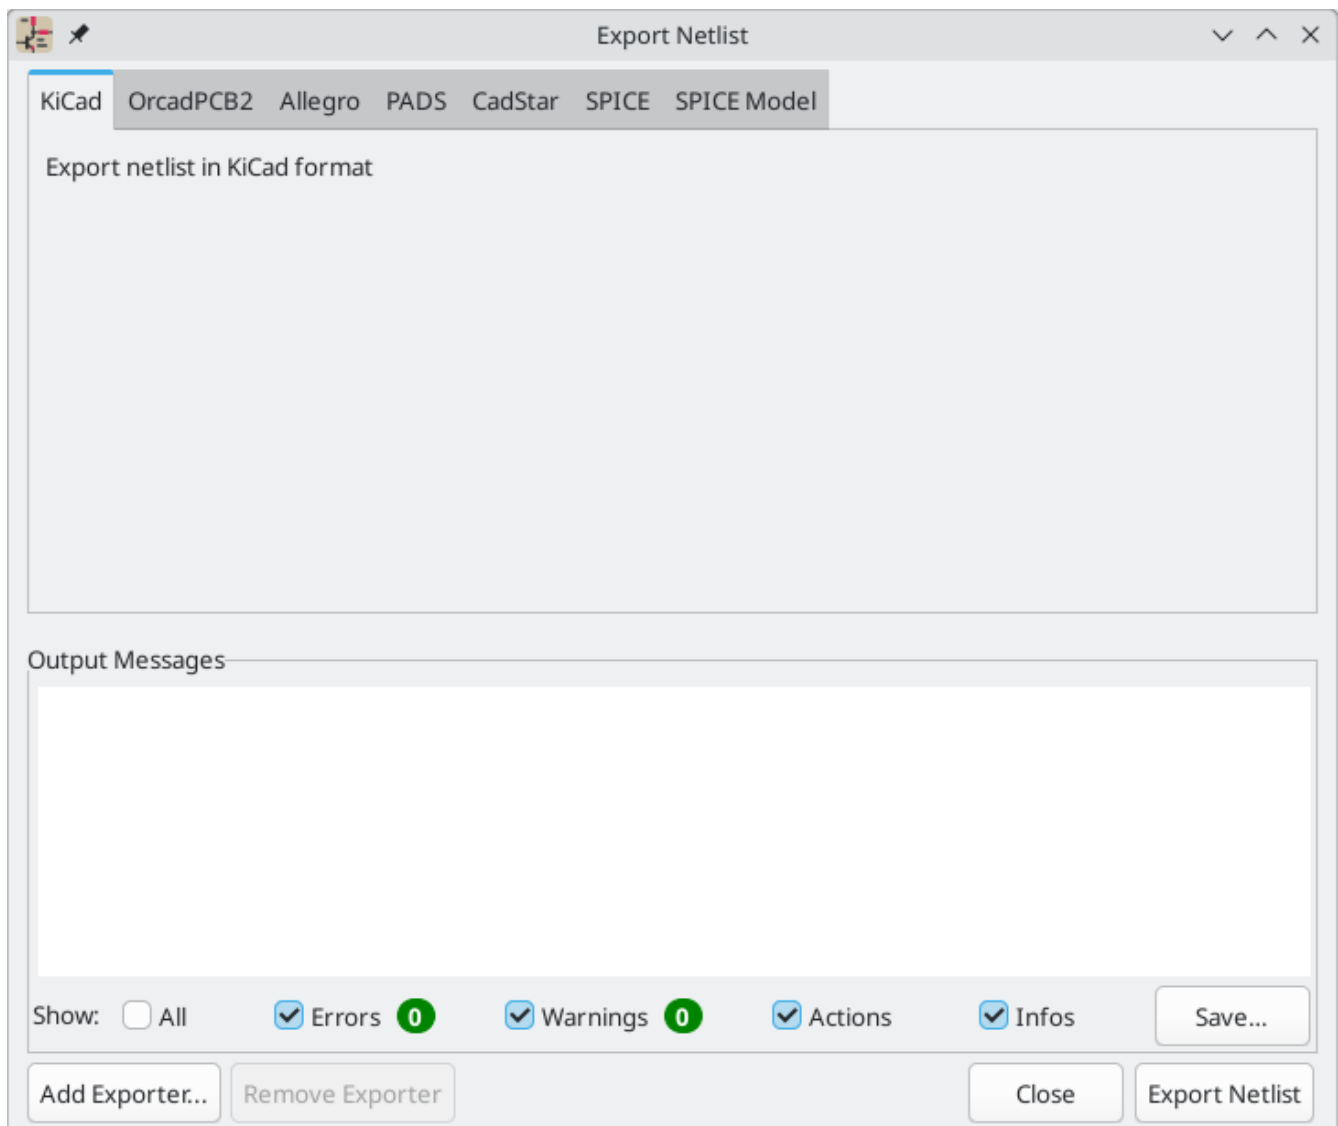 Export Netlist
KiCad OrcadPCB2 Allegro PADS CadStar SPICE SPICE Model
Export netlist in KiCad format
Output Messages
Show: All Errors 0 Warnings 0 Actions Infos Save...
Add Exporter... Remove Exporter Close Export Netlist